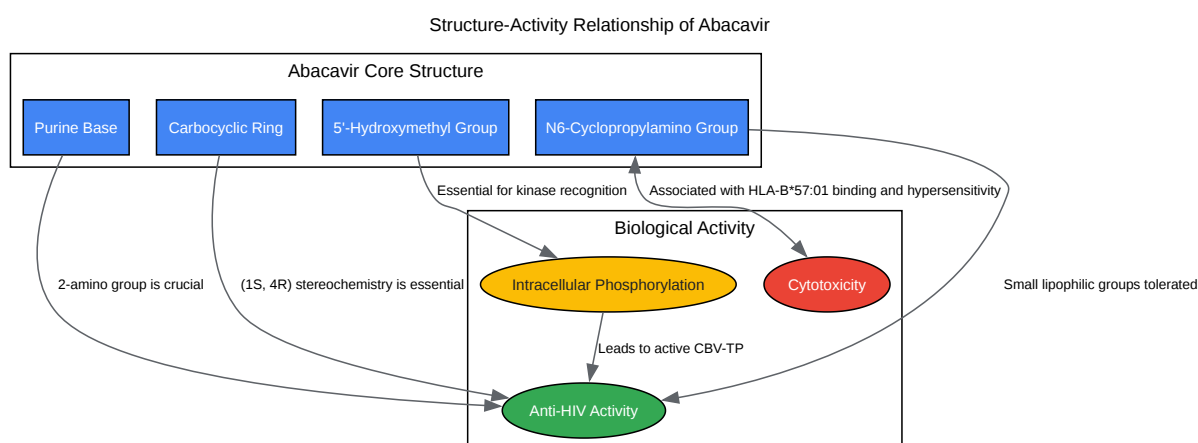 Structure-Activity Relationship of Abacavir
Abacavir Core Structure
Purine Base
Carbocyclic Ring
5'-Hydroxymethyl Group
N6-Cyclopropylamino Group
Essential for kinase recognition
Associated with HLA-B*57:01 binding and hypersensitivity
Biological Activity
2-amino group is crucial
(1S, 4R) stereochemistry is essential
Intracellular Phosphorylation
Cytotoxicity
Small lipophilic groups tolerated
Leads to active CBV-TP
Anti-HIV Activity